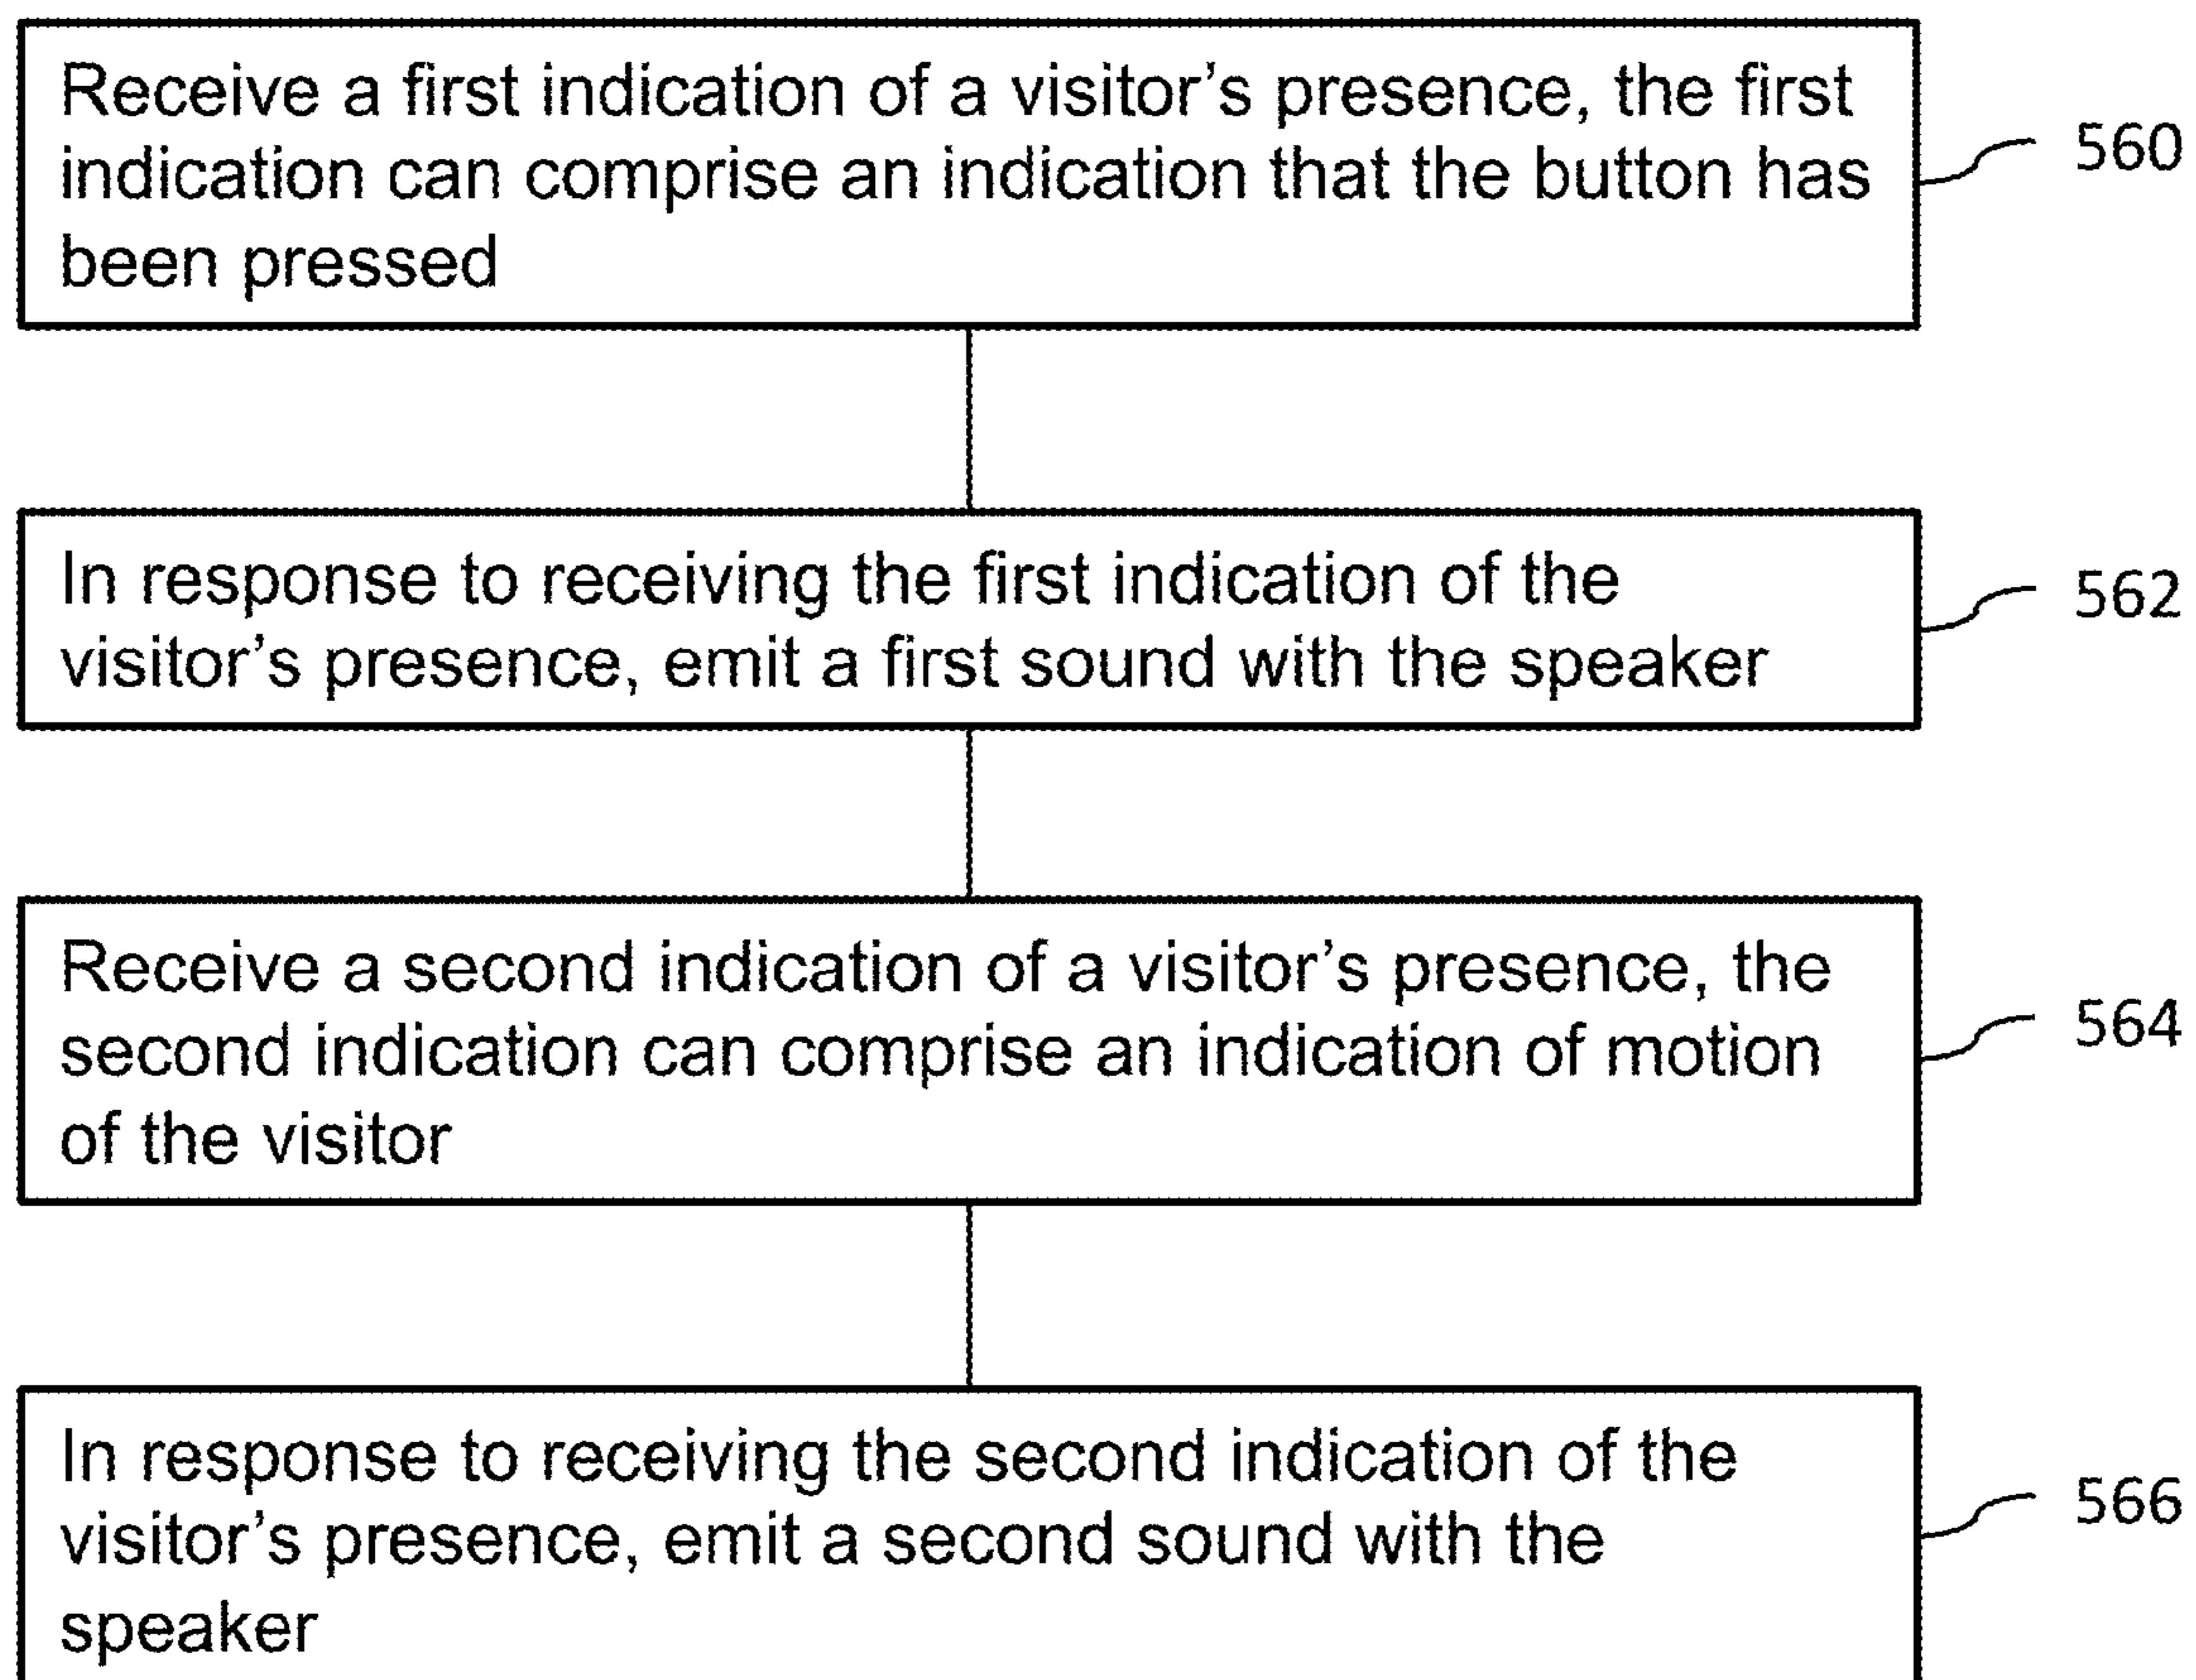 Receive a first indication of a visitor’s presence, the first
indication can comprise an indication that the button has
been pressed
560
In response to receiving the first indication of the
visitor’s presence, emit a first sound with the speaker
562
Receive a second indication of a visitor’s presence, the
second indication can comprise an indication of motion
of the visitor
564
In response to receiving the second indication of the
visitor’s presence, emit a second sound with the
speaker
566